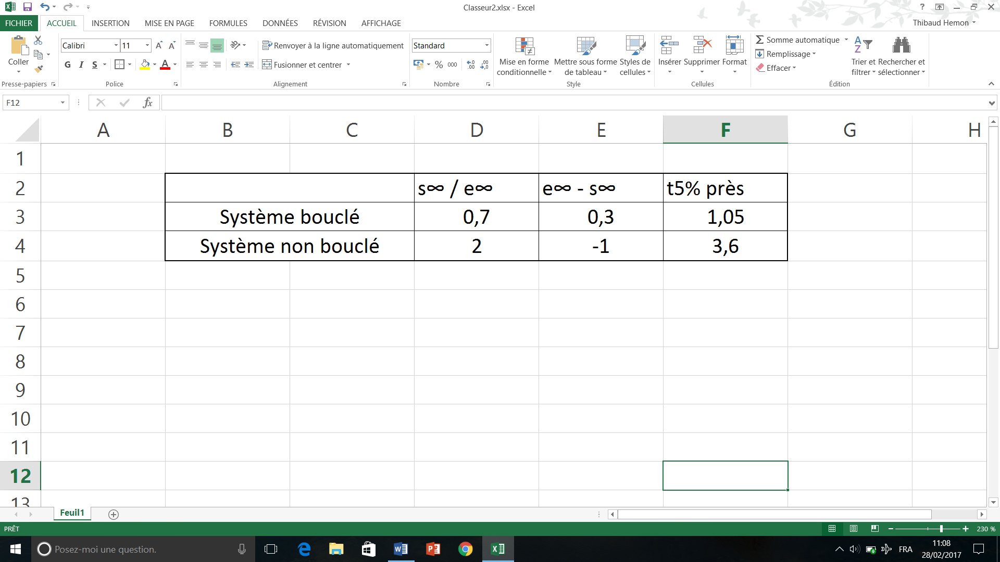 Classeur2.xlsx - Excel
?
FICHIER ACCUEIL INSERTION MISE EN PAGE FORMULES DONNÉES RÉVISION AFFICHAGE Thibaud Hemon
Coller
Calibri 11
G I S A
Renvoyer à la ligne automatiquement
Fusionner et centrer
Standard
% 000
Mise en forme conditionnelle
Mettre sous forme de tableau
Styles de cellules
Insérer Supprimer Format
Σ Somme automatique
Remplissage
Effacer
Trier et filtrer
Rechercher et sélectionner
Presse-papiers Police Alignement Nombre Style Cellules Édition
F12 fx
A B C D E F G H
1
2 s∞ / e∞ e∞ - s∞ t5% près
3 Système bouclé 0,7 0,3 1,05
4 Système non bouclé 2 -1 3,6
5
6
7
8
9
10
11
12
13
Feuil1
PRÊT 230 %
Posez-moi une question. FRA 11:08
28/02/2017